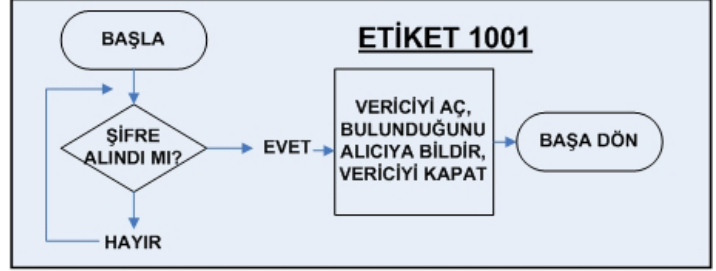 ETİKET 1001
BAŞLA
ŞİFRE
ALINDI MI?
EVET
HAYIR
VERİCİYİ AÇ,
BULUNDUĞUNU
ALICIYA BİLDİR,
VERİCİYİ KAPAT
BAŞA DÖN